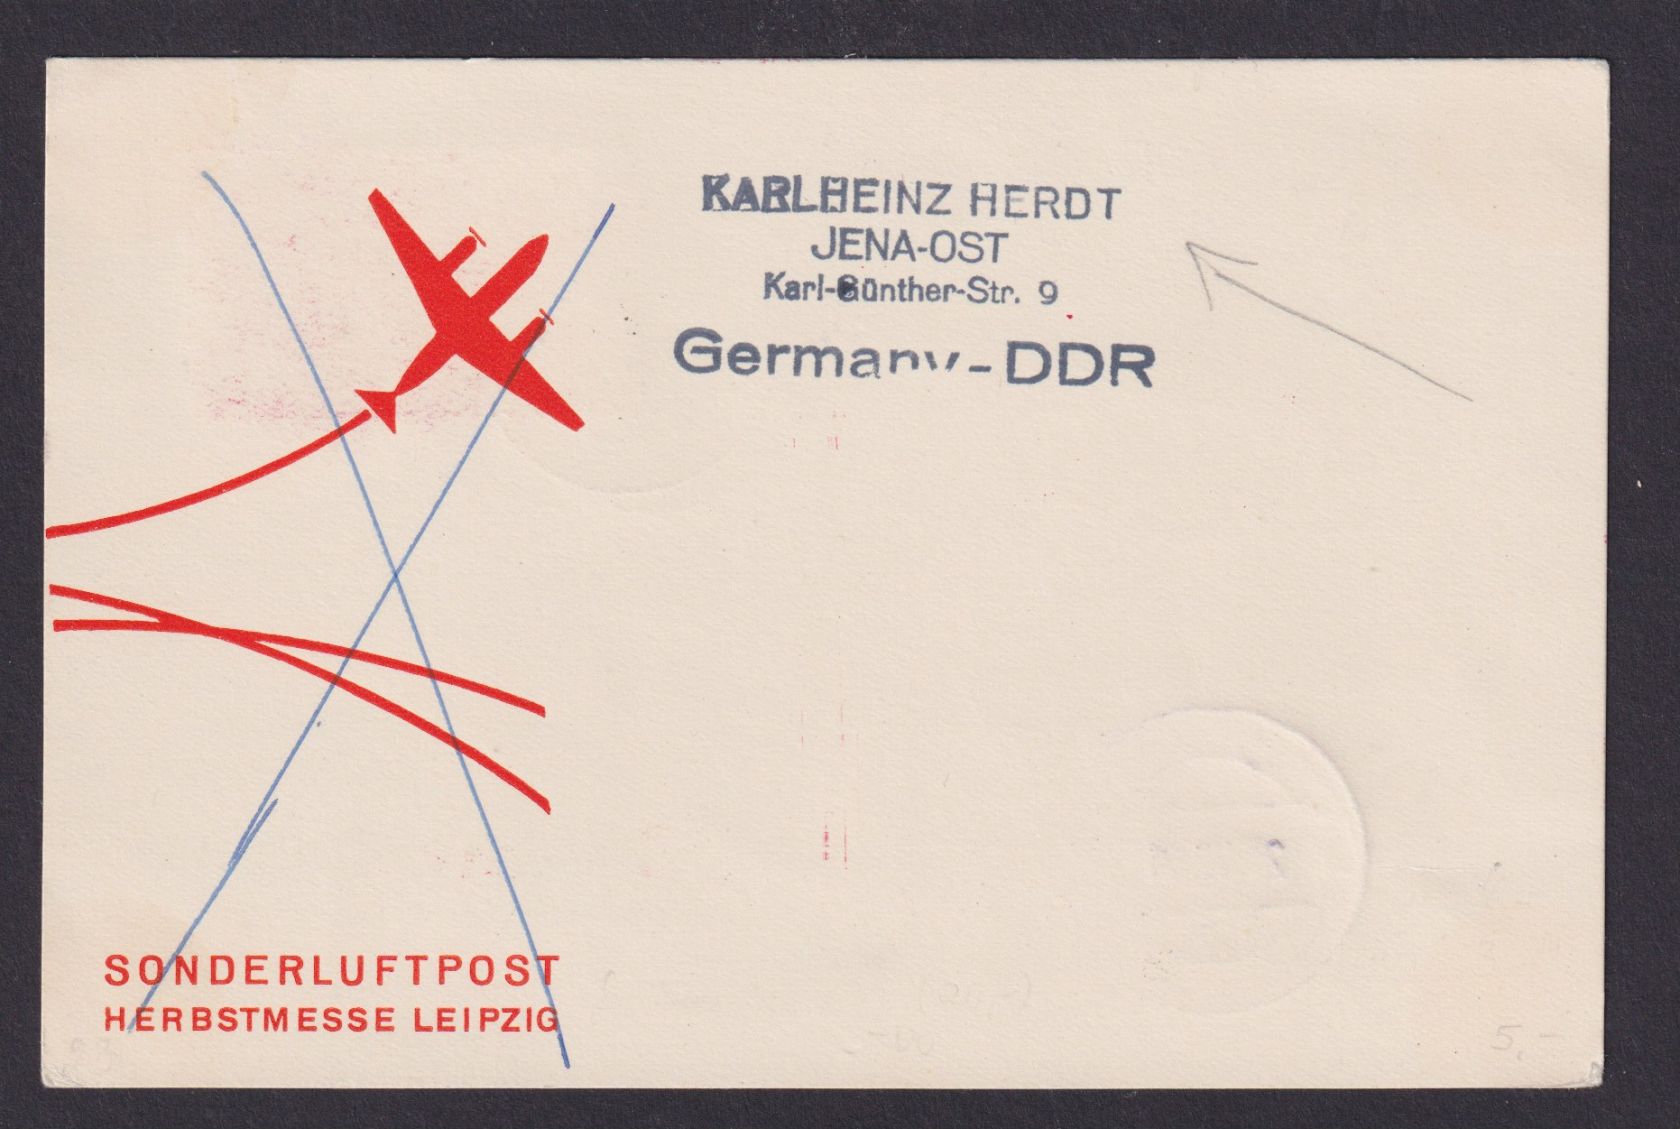 KARLHEINZ HERDT
JENA-OST
Karl-Günther-Str. 9
Germany-DDR
SONDERLUFTPOST
HERBSTMESSE LEIPZIG
5,-